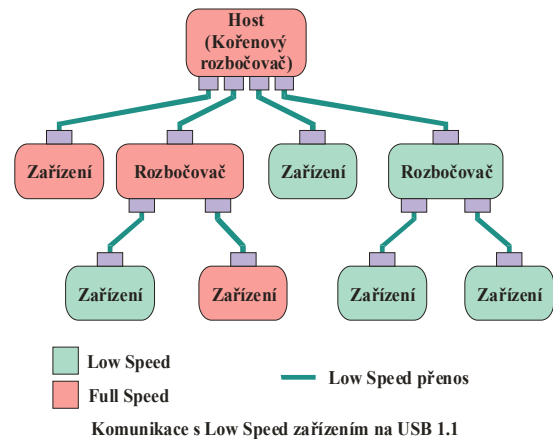 Host
(Kořenový
rozbočovač)
Zařízení
Rozbočovač
Zařízení
Rozbočovač
Zařízení
Zařízení
Zařízení
Zařízení
Low Speed
Full Speed
Low Speed přenos
Komunikace s Low Speed zařízením na USB 1.1